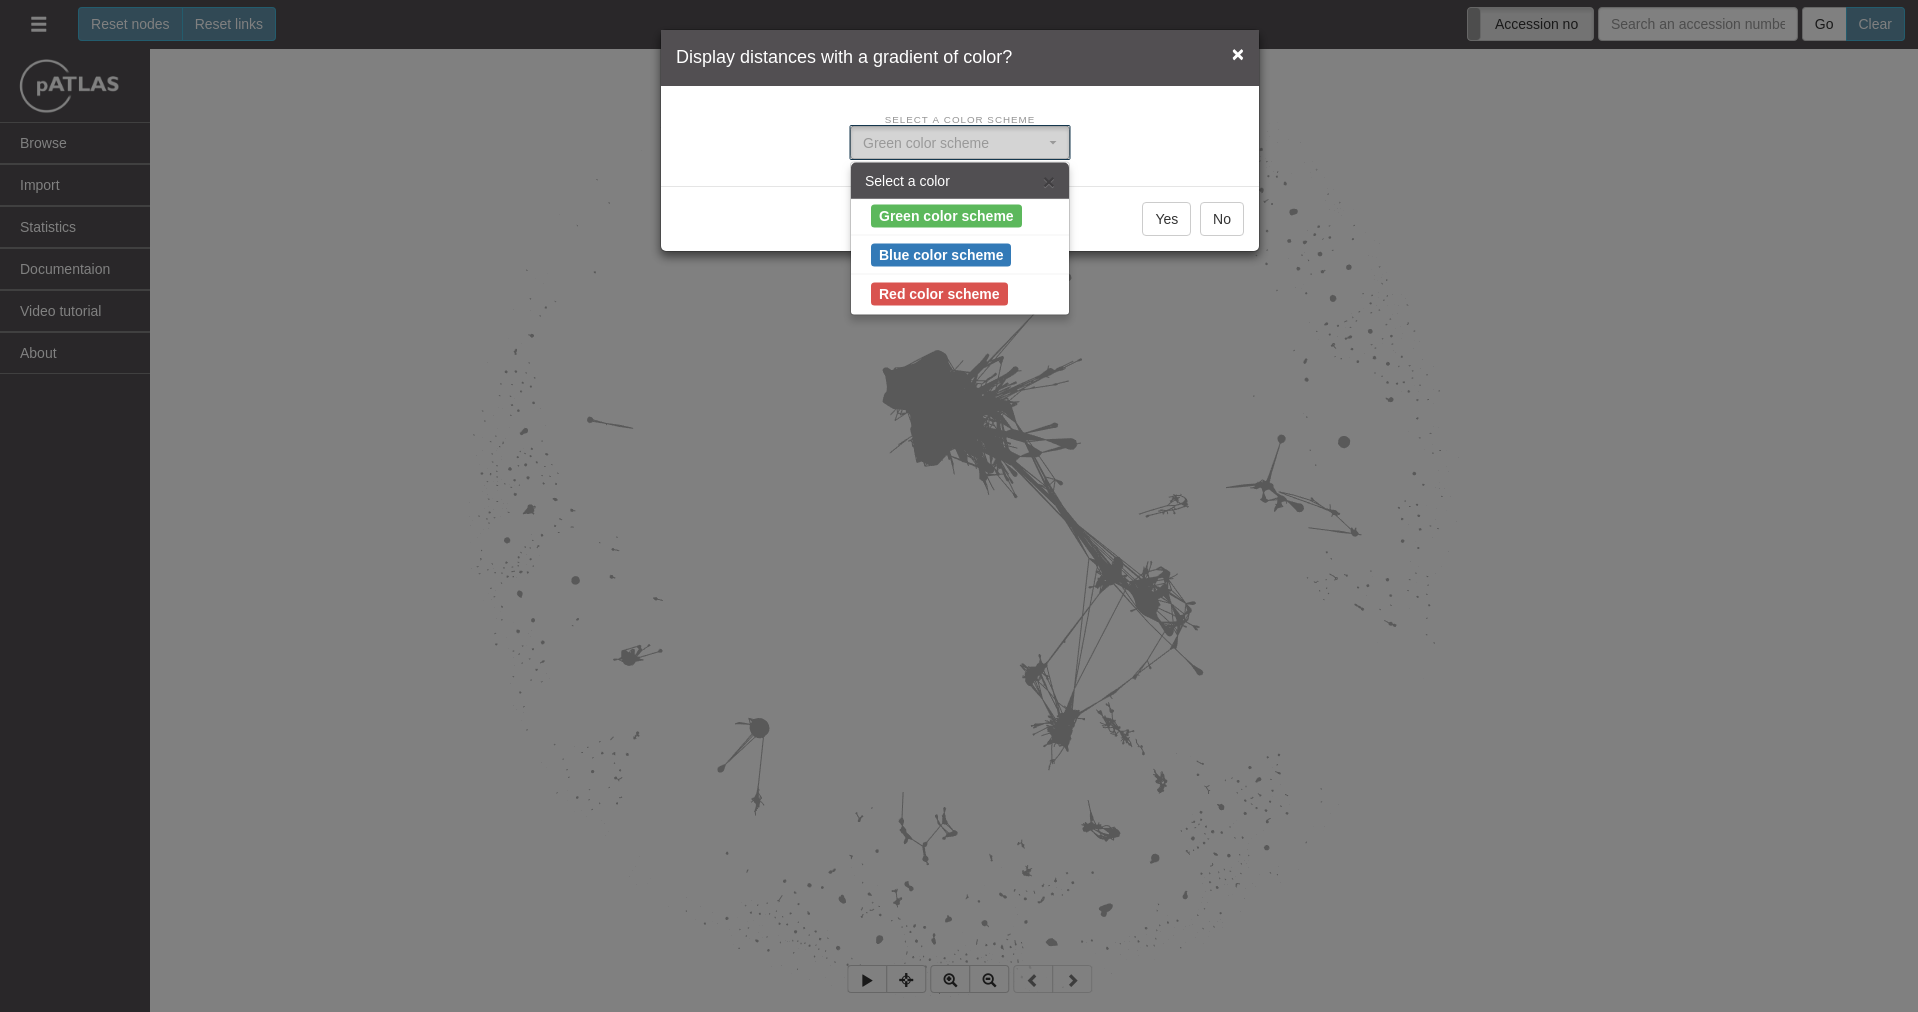 Reset nodes
Reset links
Accession no
Search an accession numbe
Go
Clear
Display distances with a gradient of color?
×
pATLAS
SELECT A COLOR SCHEME
Browse
Green color scheme
Select a color
×
Import
Green color scheme
Yes
No
Statistics
Blue color scheme
Documentaion
Red color scheme
Video tutorial
About